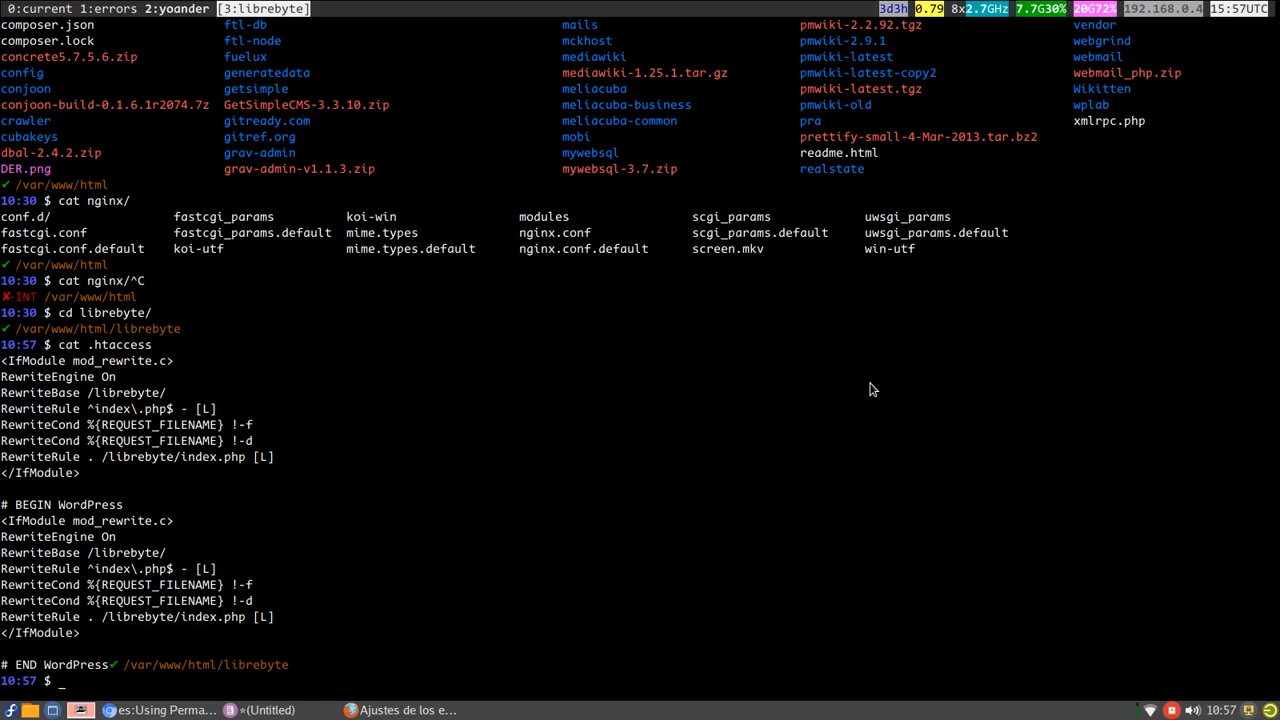 0:current 1:errors 2:yoander [3:librebyte] 3d3h 0.79 8x2.7GHz 7.7G30% 20G72% 192.168.0.4 15:57UTC
composer.json ftl-db mails pmwiki-2.2.92.tgz vendor
composer.lock ftl-node mckhost pmwiki-2.9.1 webgrind
concrete5.7.5.6.zip fuelux mediawiki pmwiki-latest webmail
config generatedata mediawiki-1.25.1.tar.gz pmwiki-latest-copy2 webmail_php.zip
conjoon getsimple meliacuba pmwiki-latest.tgz Wikitten
conjoon-build-0.1.6.1r2074.7z GetSimpleCMS-3.3.10.zip meliacuba-business pmwiki-old wplab
crawler gitready.com meliacuba-common pra xmlrpc.php
cubakeys gitref.org mobi prettify-small-4-Mar-2013.tar.bz2
dbal-2.4.2.zip grav-admin mywebsql readme.html
DER.png grav-admin-v1.1.3.zip mywebsql-3.7.zip realstate
✔ /var/www/html
10:30 $ cat nginx/
conf.d/ fastcgi_params koi-win modules scgi_params uwsgi_params
fastcgi.conf fastcgi_params.default mime.types nginx.conf scgi_params.default uwsgi_params.default
fastcgi.conf.default koi-utf mime.types.default nginx.conf.default screen.mkv win-utf
✔ /var/www/html
10:30 $ cat nginx/^C
✘-INT /var/www/html
10:30 $ cd librebyte/
✔ /var/www/html/librebyte
10:57 $ cat .htaccess
<IfModule mod_rewrite.c>
RewriteEngine On
RewriteBase /librebyte/
RewriteRule ^index\.php$ - [L]
RewriteCond %{REQUEST_FILENAME} !-f
RewriteCond %{REQUEST_FILENAME} !-d
RewriteRule . /librebyte/index.php [L]
</IfModule>
# BEGIN WordPress
<IfModule mod_rewrite.c>
RewriteEngine On
RewriteBase /librebyte/
RewriteRule ^index\.php$ - [L]
RewriteCond %{REQUEST_FILENAME} !-f
RewriteCond %{REQUEST_FILENAME} !-d
RewriteRule . /librebyte/index.php [L]
</IfModule>
# END WordPress✔ /var/www/html/librebyte
10:57 $ _
es:Using Perma... *(Untitled) Ajustes de los e... 10:57